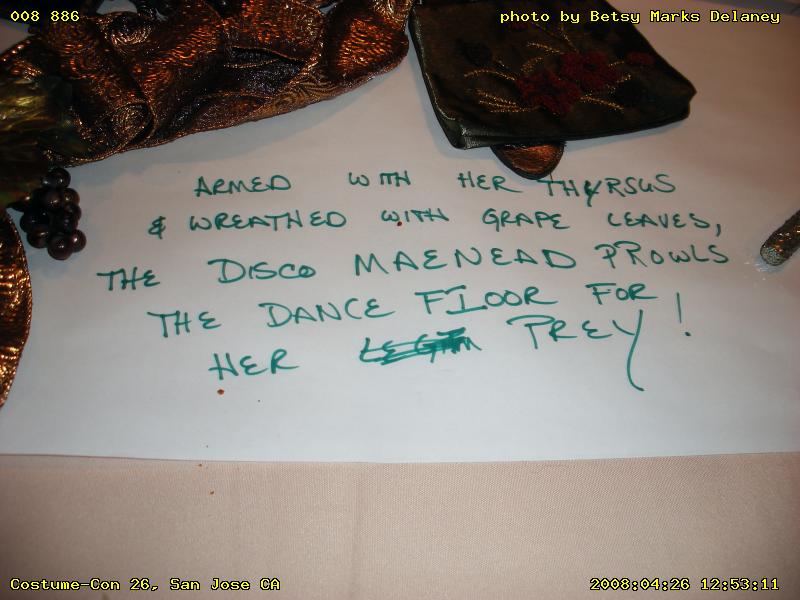 008 886
photo by Betsy Marks Delaney
ARMED WITH HER THYRSUS
& WREATHED WITH GRAPE LEAVES,
THE DISCO MAENEAD PROWLS
THE DANCE FLOOR FOR
HER PREY!
Costume-Con 26, San Jose CA
2008:04:26 12:53:11